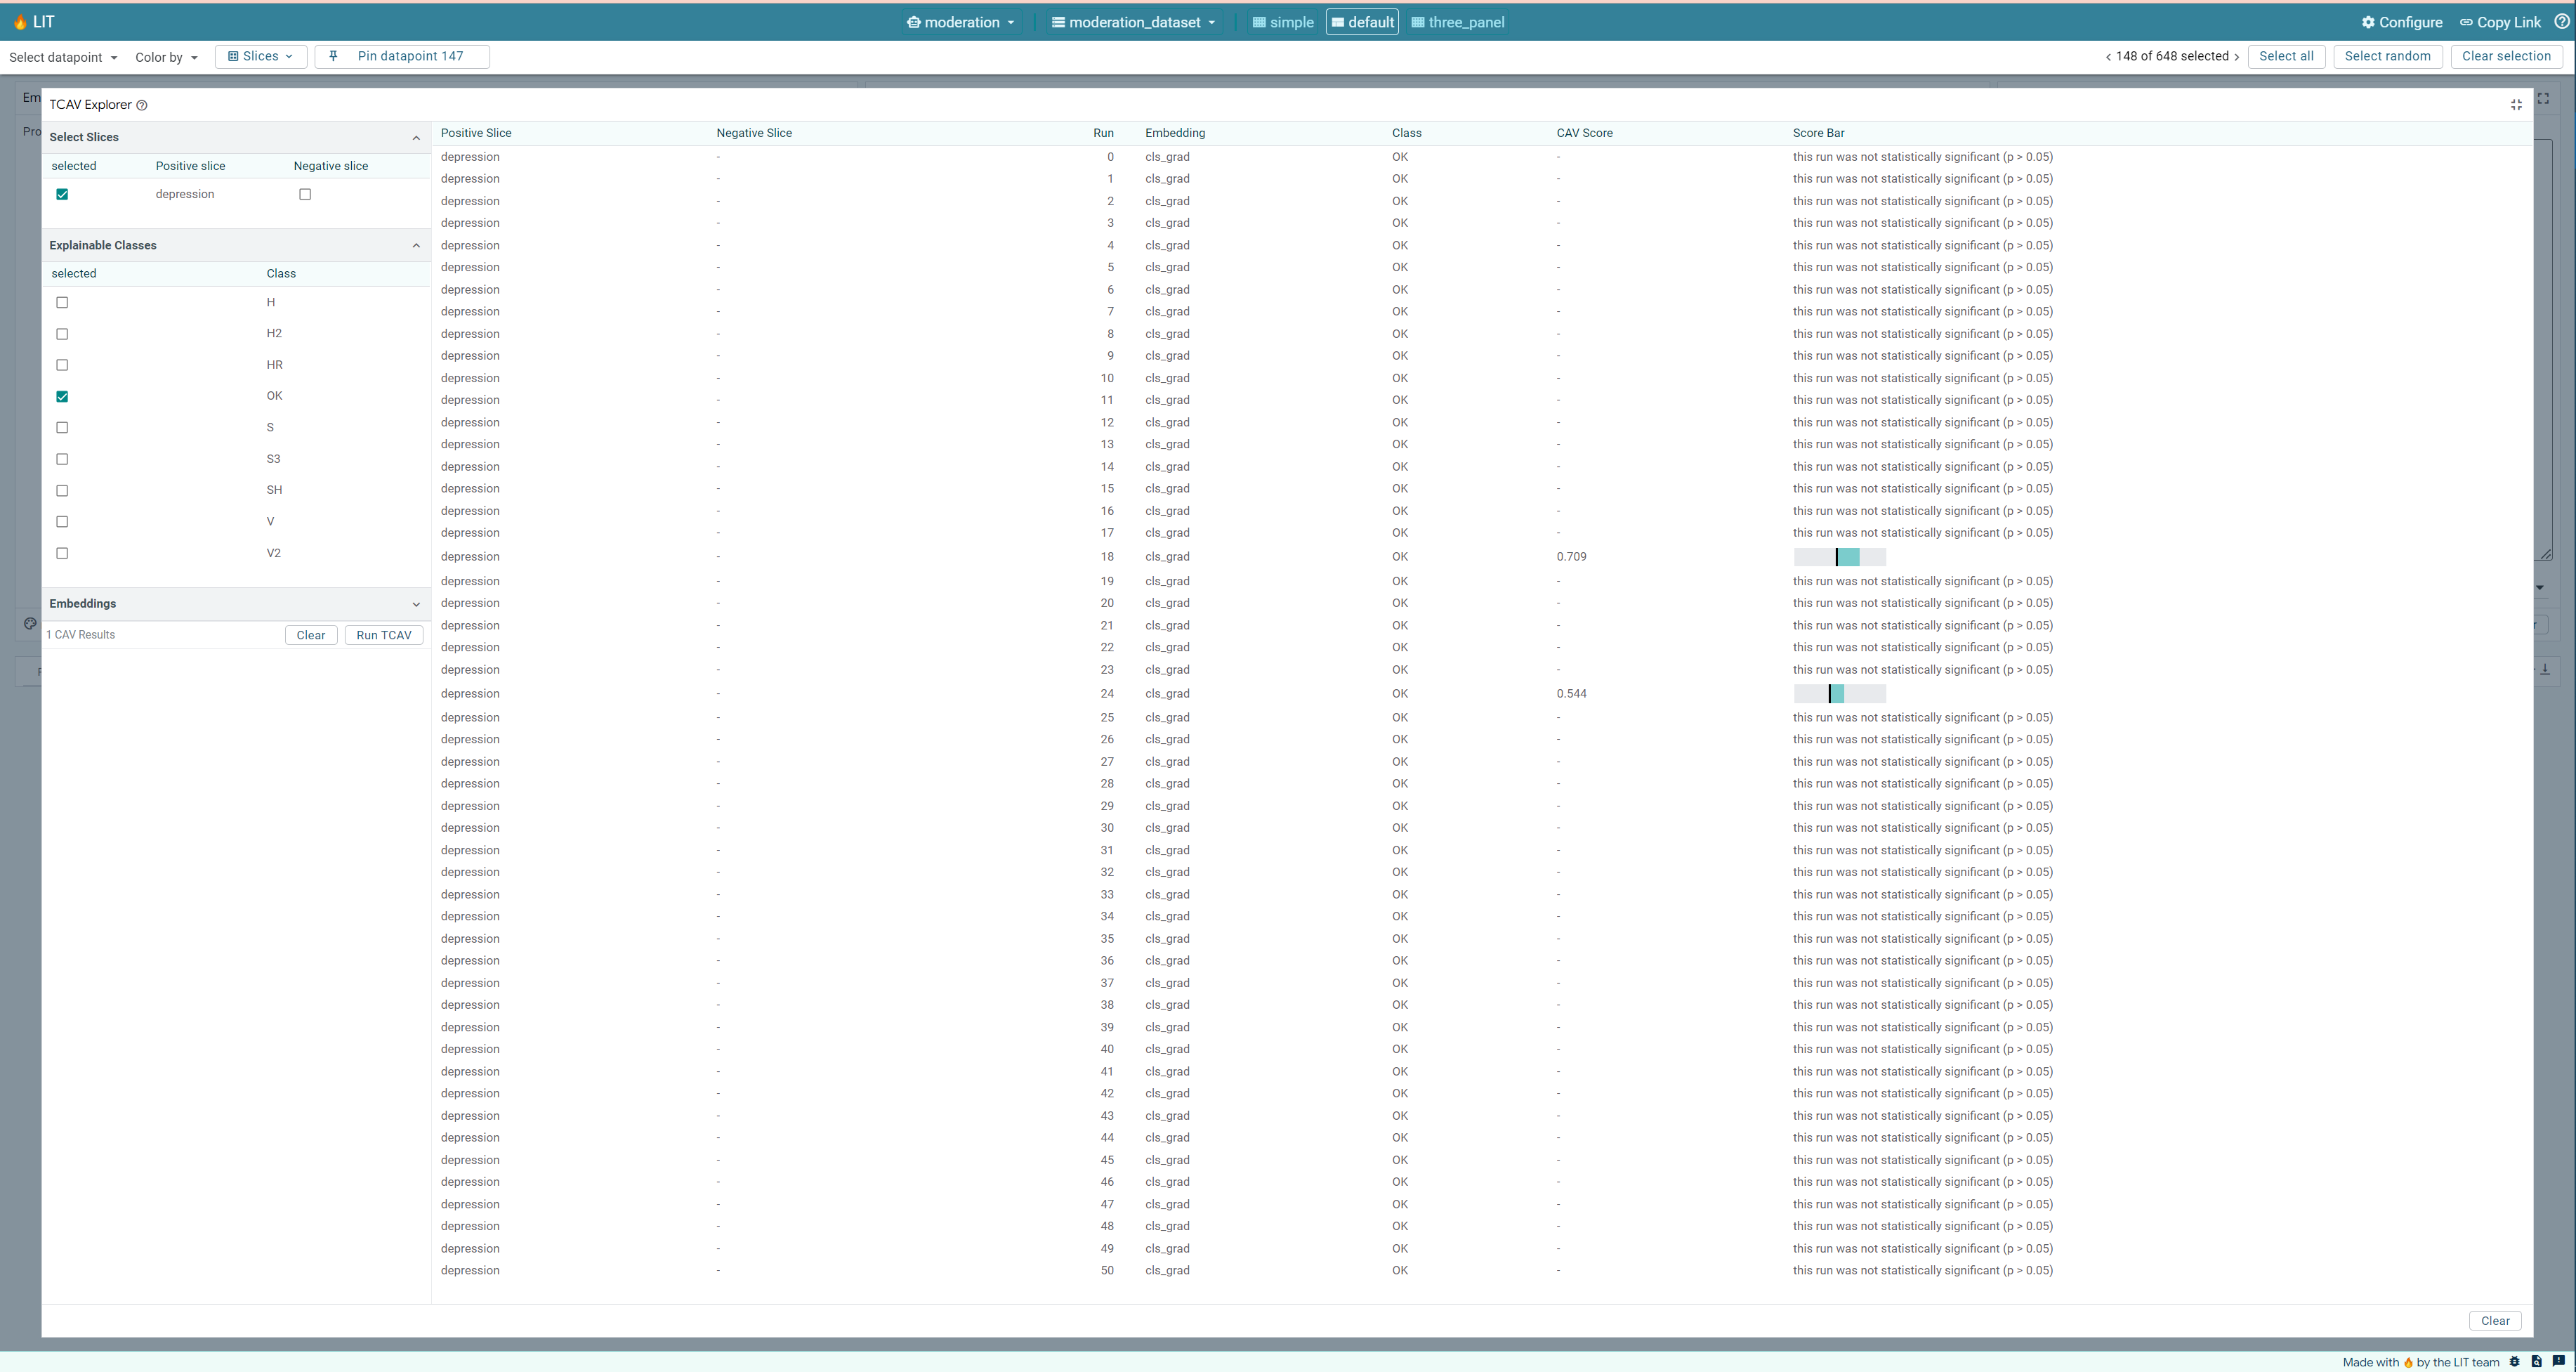 LIT moderation moderation_dataset simple default three_panel Configure Copy Link
Select datapoint Color by Slices Pin datapoint 147 148 of 648 selected Select all Select random Clear selection
Em
Pro
TCAV Explorer
Select Slices
selected Positive slice Negative slice
depression
Explainable Classes
selected Class
H
H2
HR
OK
S
S3
SH
V
V2
Embeddings
1 CAV Results Clear Run TCAV
Positive Slice Negative Slice Run Embedding Class CAV Score Score Bar
depression - 0 cls_grad OK - this run was not statistically significant (p > 0.05)
depression - 1 cls_grad OK - this run was not statistically significant (p > 0.05)
depression - 2 cls_grad OK - this run was not statistically significant (p > 0.05)
depression - 3 cls_grad OK - this run was not statistically significant (p > 0.05)
depression - 4 cls_grad OK - this run was not statistically significant (p > 0.05)
depression - 5 cls_grad OK - this run was not statistically significant (p > 0.05)
depression - 6 cls_grad OK - this run was not statistically significant (p > 0.05)
depression - 7 cls_grad OK - this run was not statistically significant (p > 0.05)
depression - 8 cls_grad OK - this run was not statistically significant (p > 0.05)
depression - 9 cls_grad OK - this run was not statistically significant (p > 0.05)
depression - 10 cls_grad OK - this run was not statistically significant (p > 0.05)
depression - 11 cls_grad OK - this run was not statistically significant (p > 0.05)
depression - 12 cls_grad OK - this run was not statistically significant (p > 0.05)
depression - 13 cls_grad OK - this run was not statistically significant (p > 0.05)
depression - 14 cls_grad OK - this run was not statistically significant (p > 0.05)
depression - 15 cls_grad OK - this run was not statistically significant (p > 0.05)
depression - 16 cls_grad OK - this run was not statistically significant (p > 0.05)
depression - 17 cls_grad OK - this run was not statistically significant (p > 0.05)
depression - 18 cls_grad OK 0.709
depression - 19 cls_grad OK - this run was not statistically significant (p > 0.05)
depression - 20 cls_grad OK - this run was not statistically significant (p > 0.05)
depression - 21 cls_grad OK - this run was not statistically significant (p > 0.05)
depression - 22 cls_grad OK - this run was not statistically significant (p > 0.05)
depression - 23 cls_grad OK - this run was not statistically significant (p > 0.05)
depression - 24 cls_grad OK 0.544
depression - 25 cls_grad OK - this run was not statistically significant (p > 0.05)
depression - 26 cls_grad OK - this run was not statistically significant (p > 0.05)
depression - 27 cls_grad OK - this run was not statistically significant (p > 0.05)
depression - 28 cls_grad OK - this run was not statistically significant (p > 0.05)
depression - 29 cls_grad OK - this run was not statistically significant (p > 0.05)
depression - 30 cls_grad OK - this run was not statistically significant (p > 0.05)
depression - 31 cls_grad OK - this run was not statistically significant (p > 0.05)
depression - 32 cls_grad OK - this run was not statistically significant (p > 0.05)
depression - 33 cls_grad OK - this run was not statistically significant (p > 0.05)
depression - 34 cls_grad OK - this run was not statistically significant (p > 0.05)
depression - 35 cls_grad OK - this run was not statistically significant (p > 0.05)
depression - 36 cls_grad OK - this run was not statistically significant (p > 0.05)
depression - 37 cls_grad OK - this run was not statistically significant (p > 0.05)
depression - 38 cls_grad OK - this run was not statistically significant (p > 0.05)
depression - 39 cls_grad OK - this run was not statistically significant (p > 0.05)
depression - 40 cls_grad OK - this run was not statistically significant (p > 0.05)
depression - 41 cls_grad OK - this run was not statistically significant (p > 0.05)
depression - 42 cls_grad OK - this run was not statistically significant (p > 0.05)
depression - 43 cls_grad OK - this run was not statistically significant (p > 0.05)
depression - 44 cls_grad OK - this run was not statistically significant (p > 0.05)
depression - 45 cls_grad OK - this run was not statistically significant (p > 0.05)
depression - 46 cls_grad OK - this run was not statistically significant (p > 0.05)
depression - 47 cls_grad OK - this run was not statistically significant (p > 0.05)
depression - 48 cls_grad OK - this run was not statistically significant (p > 0.05)
depression - 49 cls_grad OK - this run was not statistically significant (p > 0.05)
depression - 50 cls_grad OK - this run was not statistically significant (p > 0.05)
Clear
Made with 🔥 by the LIT team